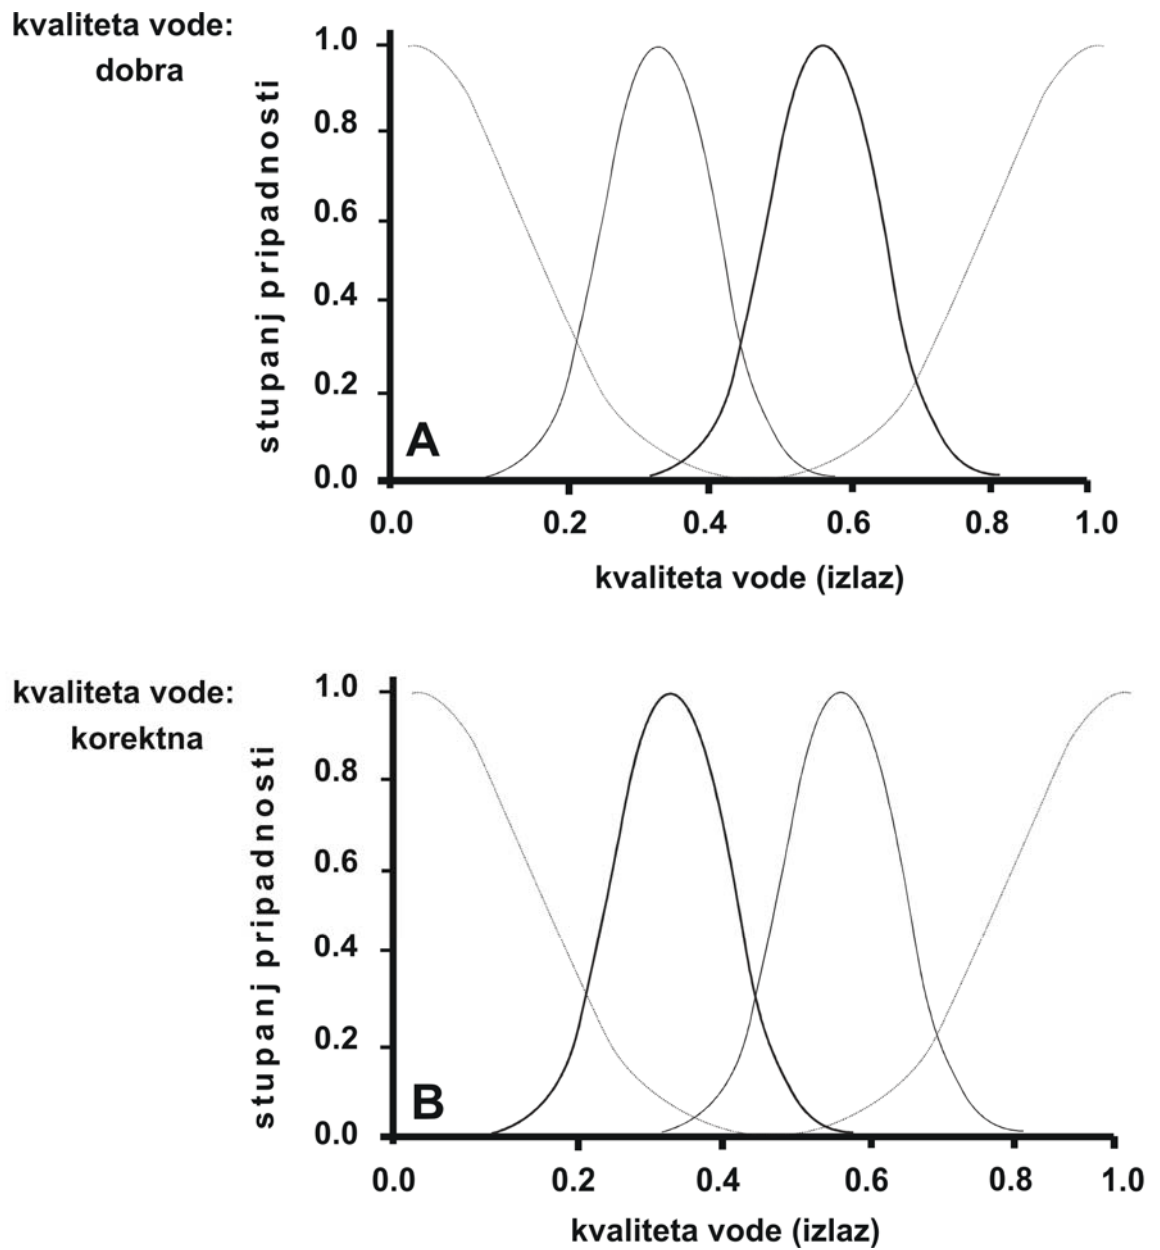 kvaliteta vode:
dobra
stupanj pripadnosti
1.0
0.8
0.6
0.4
0.2
0.0
A
0.0 0.2 0.4 0.6 0.8 1.0
kvaliteta vode (izlaz)
kvaliteta vode:
korektna
stupanj pripadnosti
1.0
0.8
0.6
0.4
0.2
0.0
B
0.0 0.2 0.4 0.6 0.8 1.0
kvaliteta vode (izlaz)